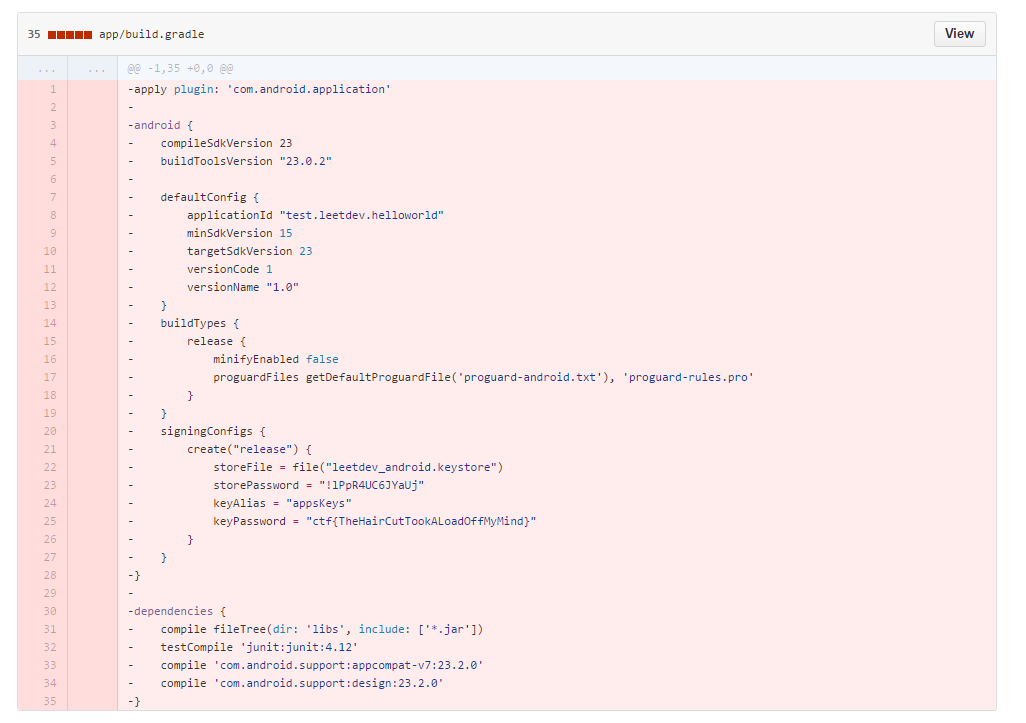 35 app/build.gradle View
... ... @@ -1,35 +0,0 @@
1 -apply plugin: 'com.android.application'
2 -
3 -android {
4 -    compileSdkVersion 23
5 -    buildToolsVersion "23.0.2"
6 -
7 -    defaultConfig {
8 -        applicationId "test.leetdev.helloworld"
9 -        minSdkVersion 15
10 -        targetSdkVersion 23
11 -        versionCode 1
12 -        versionName "1.0"
13 -    }
14 -    buildTypes {
15 -        release {
16 -            minifyEnabled false
17 -            proguardFiles getDefaultProguardFile('proguard-android.txt'), 'proguard-rules.pro'
18 -        }
19 -    }
20 -    signingConfigs {
21 -        create("release") {
22 -            storeFile = file("leetdev_android.keystore")
23 -            storePassword = "!lPpR4UC6JYaUj"
24 -            keyAlias = "appsKeys"
25 -            keyPassword = "ctf{TheHairCutTookALoadOffMyMind}"
26 -        }
27 -    }
28 -}
29 -
30 -dependencies {
31 -    compile fileTree(dir: 'libs', include: ['*.jar'])
32 -    testCompile 'junit:junit:4.12'
33 -    compile 'com.android.support:appcompat-v7:23.2.0'
34 -    compile 'com.android.support:design:23.2.0'
35 -}